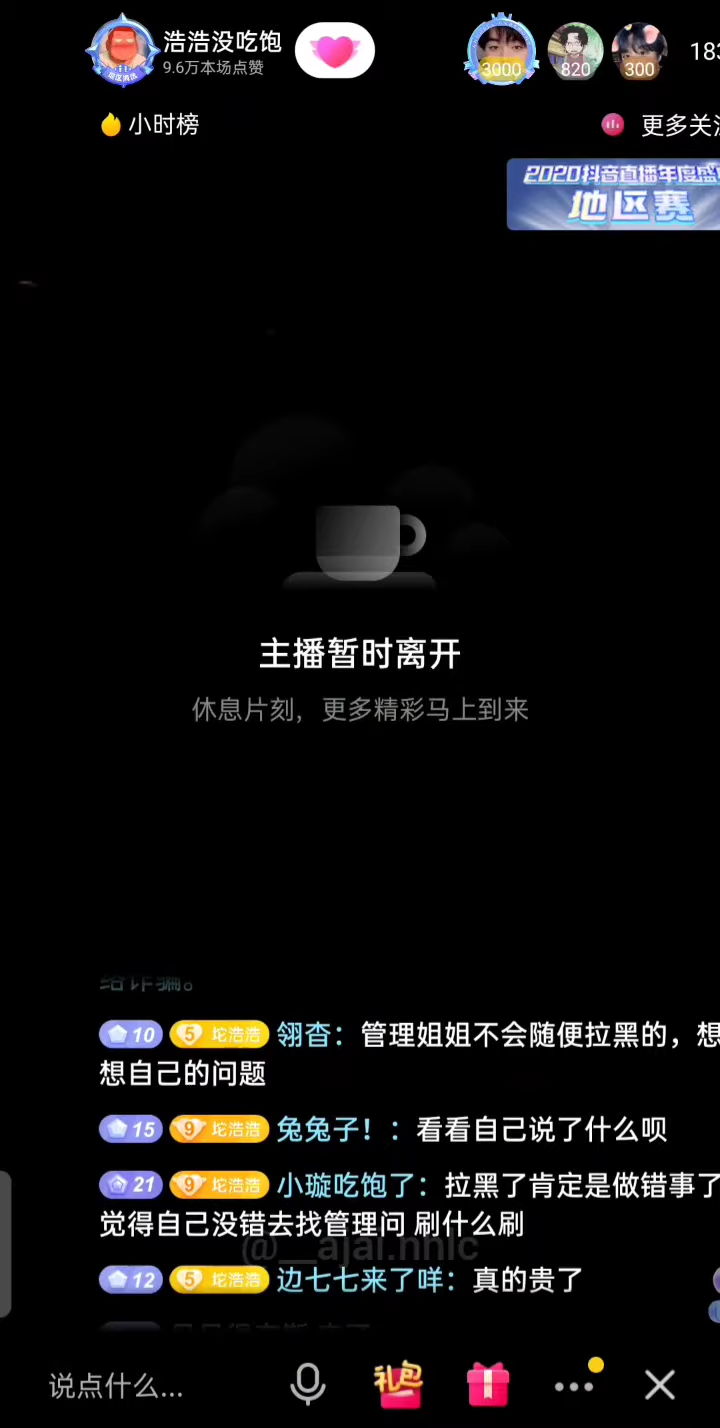 浩浩没吃饱
9.6万本场点赞
3000
820
300
183
小时榜
更多关注
2020抖音直播年度盛
地区赛
主播暂时离开
休息片刻，更多精彩马上到来
给诈骗。
10 5 坨浩浩 翎杳：管理姐姐不会随便拉黑的，想
想自己的问题
15 9 坨浩浩 兔兔子！：看看自己说了什么呗
21 9 坨浩浩 小璇吃饱了：拉黑了肯定是做错事了
觉得自己没错去找管理问 刷什么刷
12 5 坨浩浩 边七七来了咩：真的贵了
说点什么...
礼包